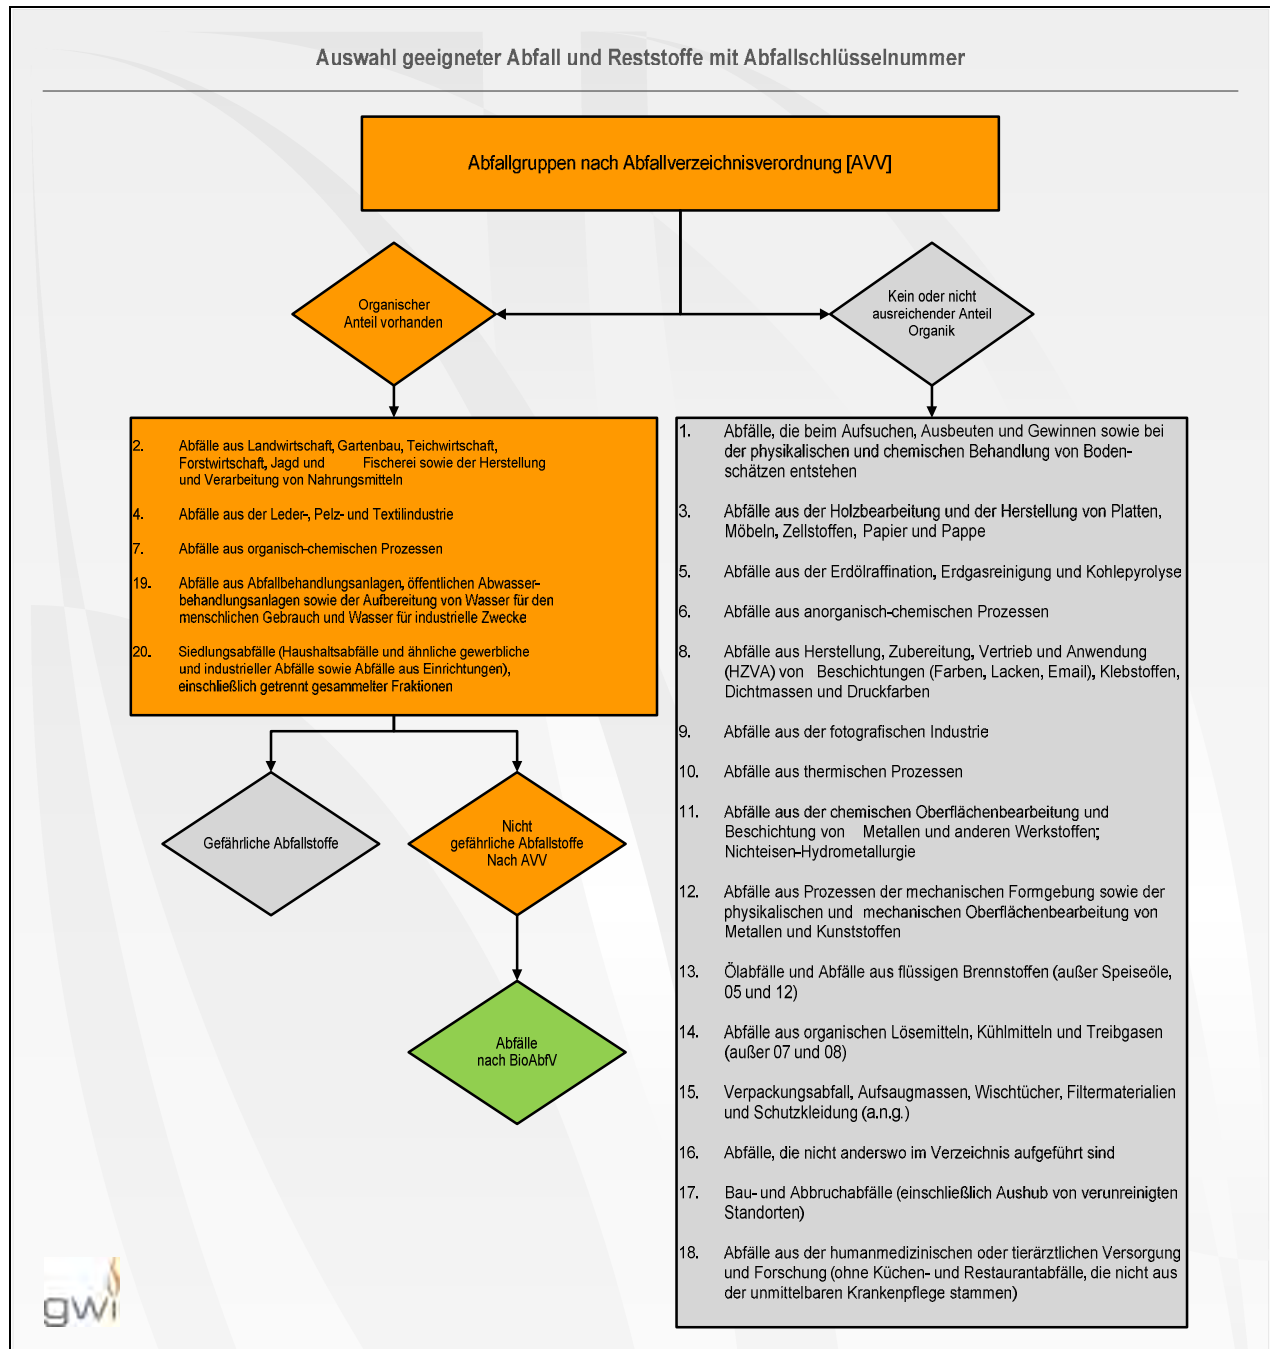 Auswahl geeigneter Abfall und Reststoffe mit Abfallschlüsselnummer
Abfallgruppen nach Abfallverzeichnisverordnung [AVV]
Organischer
Anteil vorhanden
Kein oder nicht
ausreichender Anteil
Organik
2. Abfälle aus Landwirtschaft, Gartenbau, Teichwirtschaft,
Forstwirtschaft, Jagd und Fischerei sowie der Herstellung
und Verarbeitung von Nahrungsmitteln
4. Abfälle aus der Leder-, Pelz- und Textilindustrie
7. Abfälle aus organisch-chemischen Prozessen
19. Abfälle aus Abfallbehandlungsanlagen, öffentlichen Abwasser-
behandlungsanlagen sowie der Aufbereitung von Wasser für den
menschlichen Gebrauch und Wasser für industrielle Zwecke
20. Siedlungsabfälle (Haushaltsabfälle und ähnliche gewerbliche
und industrieller Abfälle sowie Abfälle aus Einrichtungen),
einschließlich getrennt gesammelter Fraktionen
Gefährliche Abfallstoffe
Nicht
gefährliche Abfallstoffe
Nach AVV
Abfälle
nach BioAbfV
1. Abfälle, die beim Aufsuchen, Ausbeuten und Gewinnen sowie bei
der physikalischen und chemischen Behandlung von Boden-
schätzen entstehen
3. Abfälle aus der Holzbearbeitung und der Herstellung von Platten,
Möbeln, Zellstoffen, Papier und Pappe
5. Abfälle aus der Erdölraffination, Erdgasreinigung und Kohlepyrolyse
6. Abfälle aus anorganisch-chemischen Prozessen
8. Abfälle aus Herstellung, Zubereitung, Vertrieb und Anwendung
(HZVA) von Beschichtungen (Farben, Lacken, Email), Klebstoffen,
Dichtmassen und Druckfarben
9. Abfälle aus der fotografischen Industrie
10. Abfälle aus thermischen Prozessen
11. Abfälle aus der chemischen Oberflächenbearbeitung und
Beschichtung von Metallen und anderen Werkstoffen;
Nichteisen-Hydrometallurgie
12. Abfälle aus Prozessen der mechanischen Formgebung sowie der
physikalischen und mechanischen Oberflächenbearbeitung von
Metallen und Kunststoffen
13. Ölabfälle und Abfälle aus flüssigen Brennstoffen (außer Speiseöle,
05 und 12)
14. Abfälle aus organischen Lösemitteln, Kühlmitteln und Treibgasen
(außer 07 und 08)
15. Verpackungsabfall, Aufsaugmassen, Wischtücher, Filtermaterialien
und Schutzkleidung (a.n.g.)
16. Abfälle, die nicht anderswo im Verzeichnis aufgeführt sind
17. Bau- und Abbruchabfälle (einschließlich Aushub von verunreinigten
Standorten)
18. Abfälle aus der humanmedizinischen oder tierärztlichen Versorgung
und Forschung (ohne Küchen- und Restaurantabfälle, die nicht aus
der unmittelbaren Krankenpflege stammen)
gwi